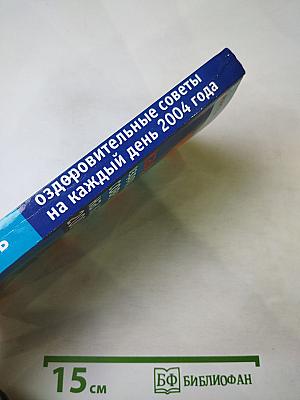 оздоровительные советы
на каждый день 2004 года
Ь
15 см
БФ БИБЛИОФАН